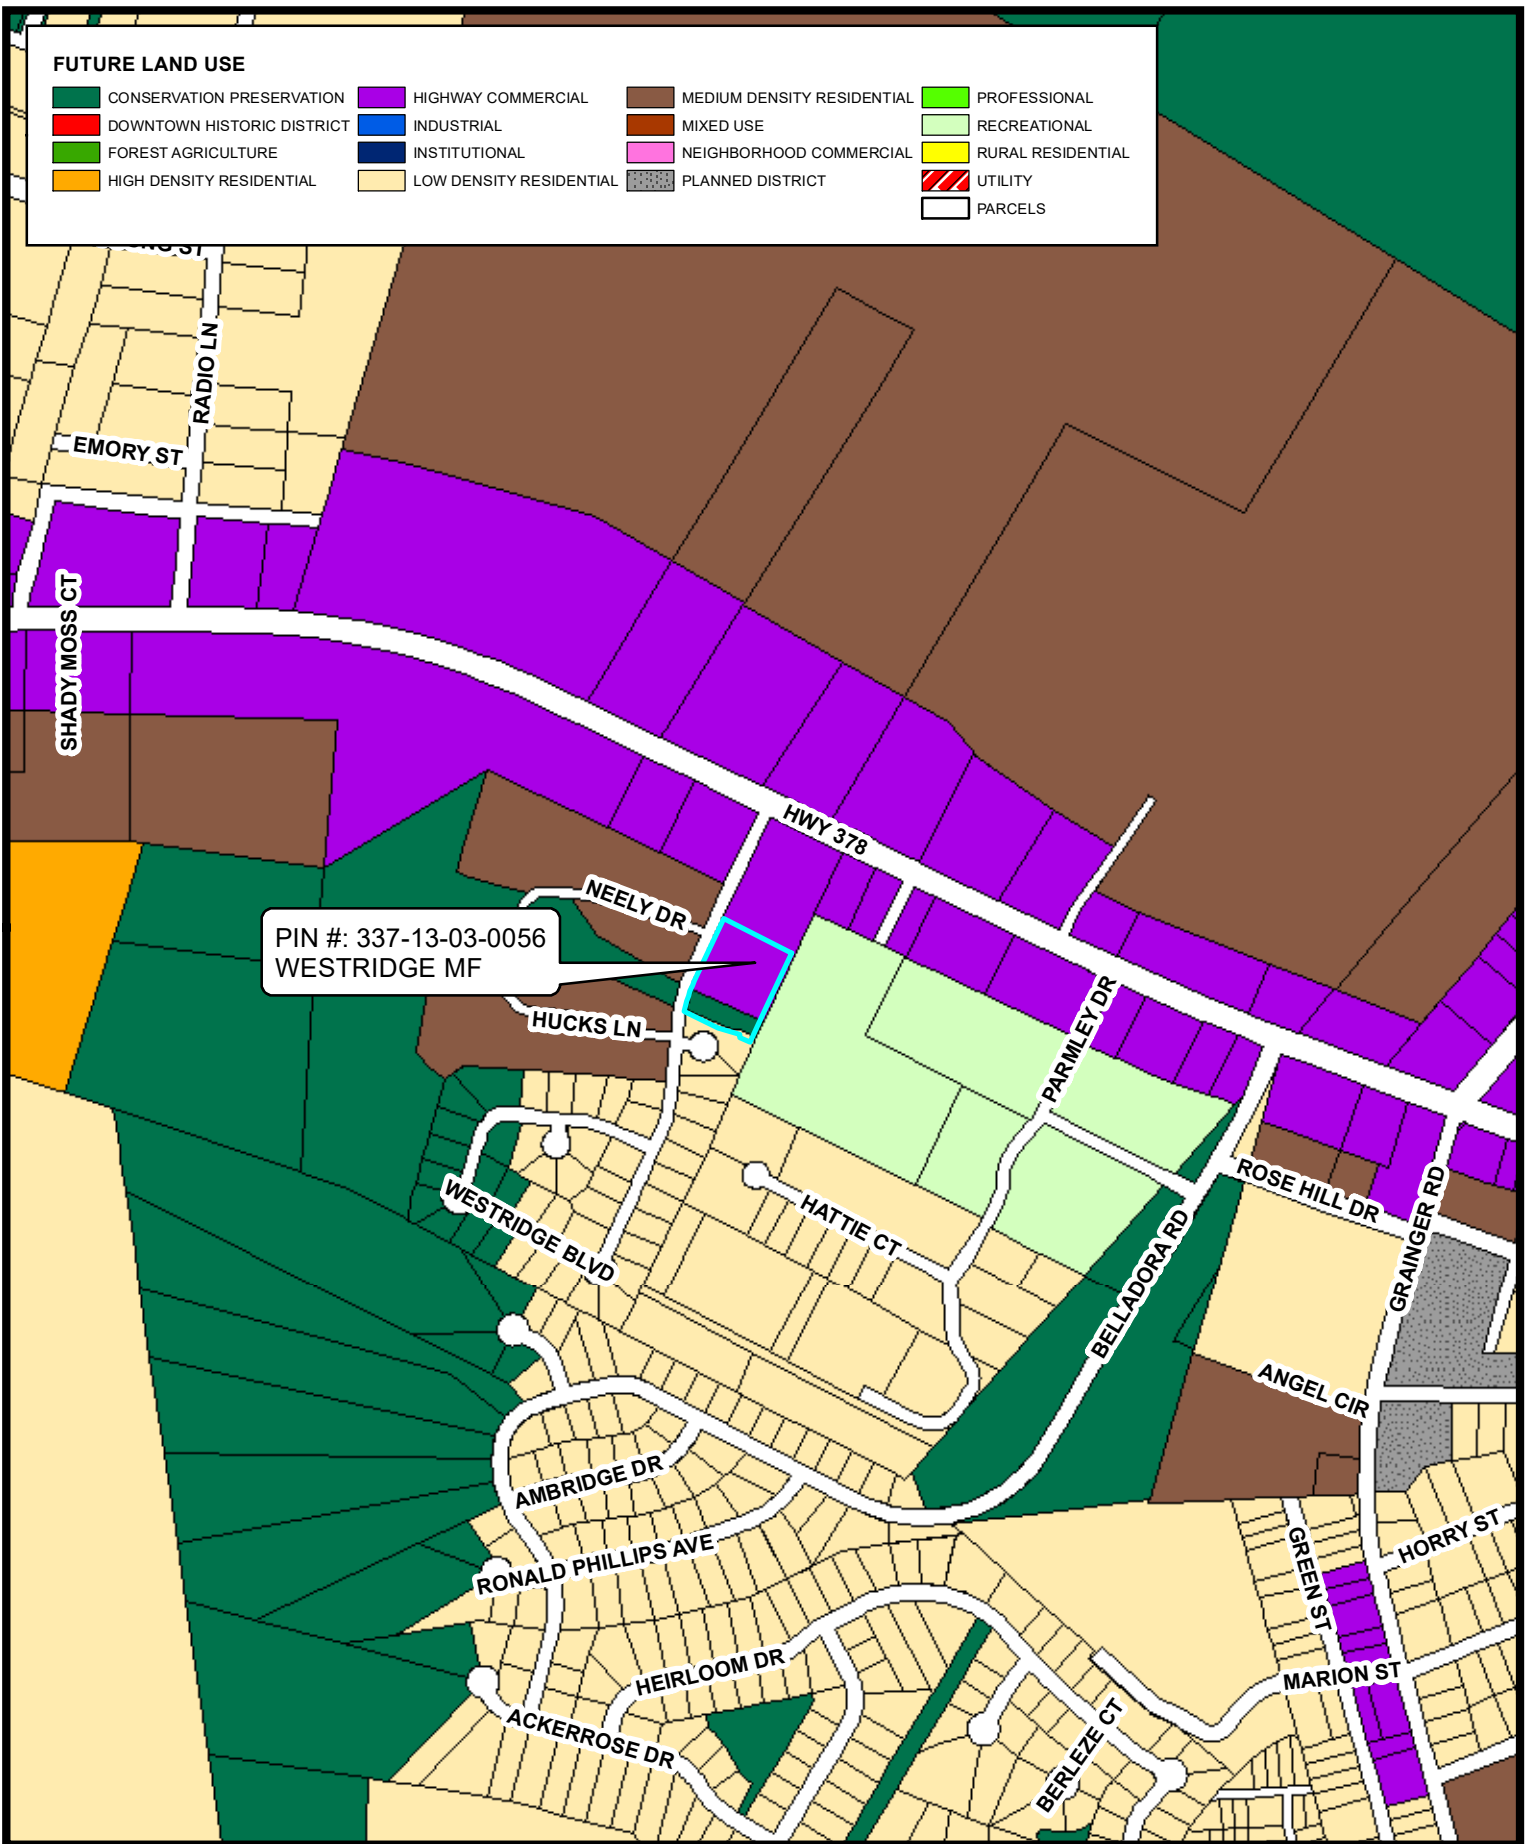 FUTURE LAND USE
CONSERVATION PRESERVATION
DOWNTOWN HISTORIC DISTRICT
FOREST AGRICULTURE
HIGH DENSITY RESIDENTIAL
HIGHWAY COMMERCIAL
INDUSTRIAL
INSTITUTIONAL
LOW DENSITY RESIDENTIAL
MEDIUM DENSITY RESIDENTIAL
MIXED USE
NEIGHBORHOOD COMMERCIAL
PLANNED DISTRICT
PROFESSIONAL
RECREATIONAL
RURAL RESIDENTIAL
UTILITY
PARCELS
RADIO LN
EMORY ST
SHADY MOSS CT
HWY 378
NEELY DR
PIN #: 337-13-03-0056
WESTRIDGE MF
HUCKS LN
PARMLEY DR
ROSE HILL DR
WESTRIDGE BLVD
HATTIE CT
BELLADORA RD
GRAINGER RD
ANGEL CIR
AMBRIDGE DR
RONALD PHILLIPS AVE
GREEN ST
HORRY ST
HEIRLOOM DR
MARION ST
ACKERROSE DR
BERLEZE CT